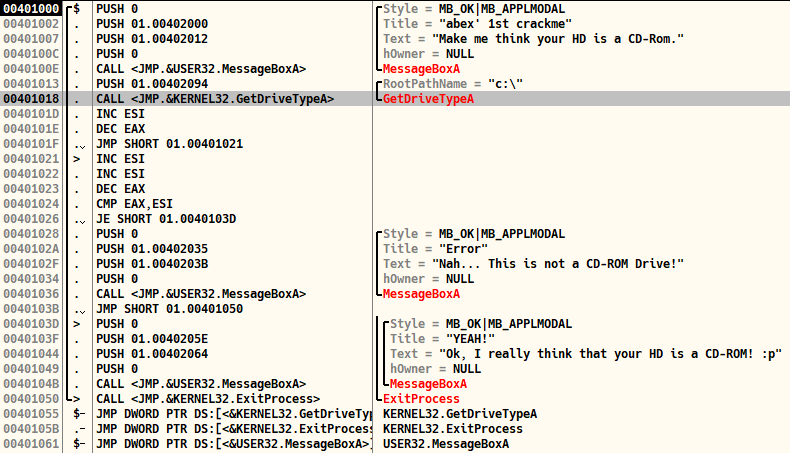 00401000 $ PUSH 0 Style = MB_OK|MB_APPLMODAL
00401002 . PUSH 01.00402000 Title = "abex' 1st crackme"
00401007 . PUSH 01.00402012 Text = "Make me think your HD is a CD-Rom."
0040100C . PUSH 0 hOwner = NULL
0040100E . CALL <JMP.&USER32.MessageBoxA> MessageBoxA
00401013 . PUSH 01.00402094 RootPathName = "c:\"
00401018 . CALL <JMP.&KERNEL32.GetDriveTypeA> GetDriveTypeA
0040101D . INC ESI
0040101E . DEC EAX
0040101F .v JMP SHORT 01.00401021
00401021 > INC ESI
00401022 . INC ESI
00401023 . DEC EAX
00401024 . CMP EAX,ESI
00401026 .v JE SHORT 01.0040103D
00401028 . PUSH 0 Style = MB_OK|MB_APPLMODAL
0040102A . PUSH 01.00402035 Title = "Error"
0040102F . PUSH 01.0040203B Text = "Nah... This is not a CD-ROM Drive!"
00401034 . PUSH 0 hOwner = NULL
00401036 . CALL <JMP.&USER32.MessageBoxA> MessageBoxA
0040103B .v JMP SHORT 01.00401050
0040103D > PUSH 0 Style = MB_OK|MB_APPLMODAL
0040103F . PUSH 01.0040205E Title = "YEAH!"
00401044 . PUSH 01.00402064 Text = "Ok, I really think that your HD is a CD-ROM! :p"
00401049 . PUSH 0 hOwner = NULL
0040104B . CALL <JMP.&USER32.MessageBoxA> MessageBoxA
00401050 > CALL <JMP.&KERNEL32.ExitProcess> ExitProcess
00401055 $- JMP DWORD PTR DS:[<&KERNEL32.GetDriveTyp KERNEL32.GetDriveTypeA
0040105B .- JMP DWORD PTR DS:[<&KERNEL32.ExitProcess KERNEL32.ExitProcess
00401061 $- JMP DWORD PTR DS:[<&USER32.MessageBoxA>] USER32.MessageBoxA